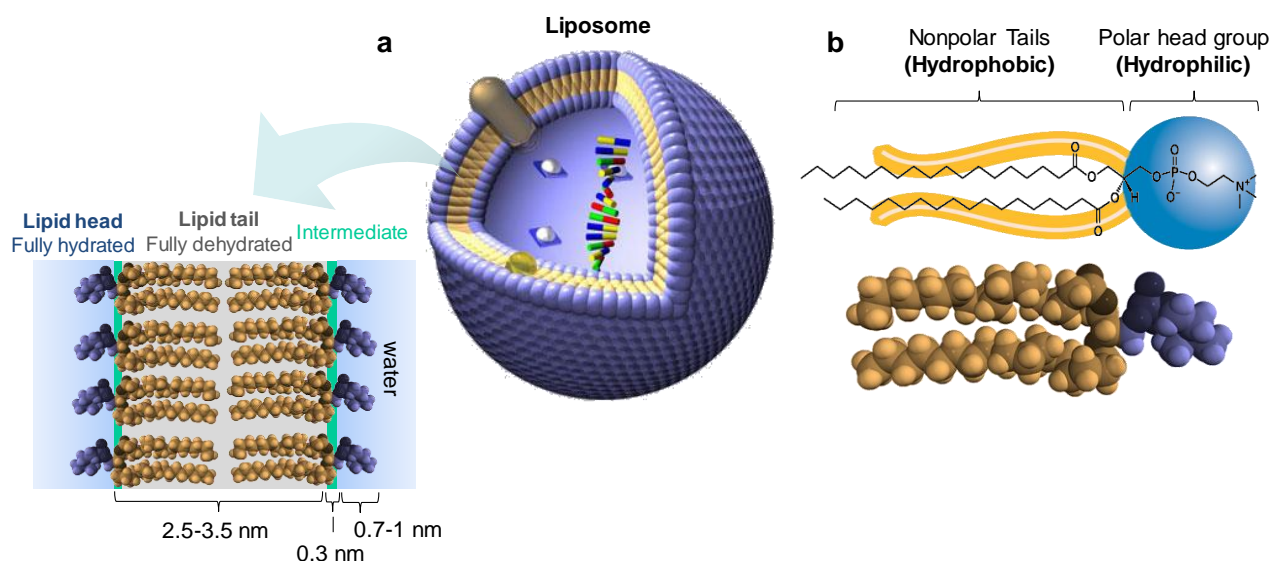 Liposome
a
b
Nonpolar Tails
(Hydrophobic)
Polar head group
(Hydrophilic)
O
O
O
O
H
O
P
O
O⁻
O
N⁺
Lipid head
Fully hydrated
Lipid tail
Fully dehydrated
Intermediate
water
2.5-3.5 nm
0.3 nm
0.7-1 nm